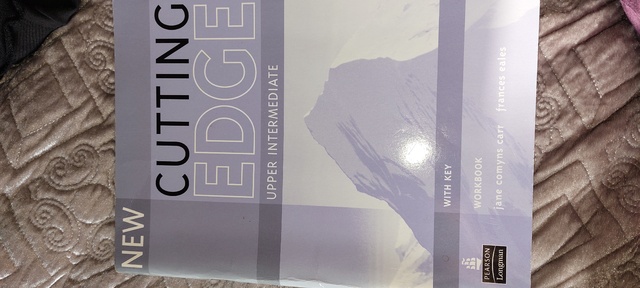 NEW
CUTTING
EDGE
UPPER INTERMEDIATE
WITH KEY
WORKBOOK
jane comyns carr frances eales
PEARSON
Longman